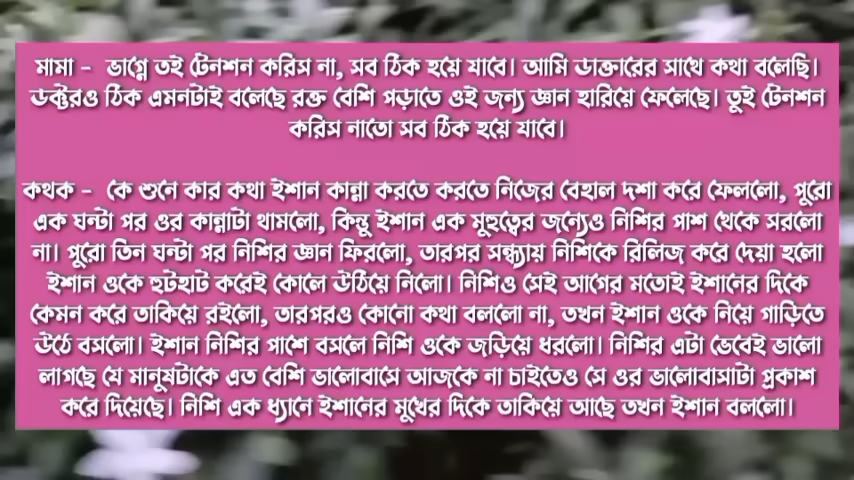 মামা - ভাগ্নে তই টেনশন করিস না, সব ঠিক হয়ে যাবে। আমি ডাক্তারের সাথে কথা বলেছি।
ডক্টরও ঠিক এমনটাই বলেছে রক্ত বেশি পড়াতে ওই জন্য জ্ঞান হারিয়ে ফেলেছে। তুই টেনশন
করিস নাতো সব ঠিক হয়ে যাবে।
কথক - কে শুনে কার কথা ইশান কান্না করতে করতে নিজের বেহাল দশা করে ফেললো, পুরো
এক ঘন্টা পর ওর কান্নাটা থামলো, কিন্তু ইশান এক মুহুত্বের জন্যেও নিশির পাশ থেকে সরলো
না। পুরো তিন ঘন্টা পর নিশির জ্ঞান ফিরলো, তারপর সন্ধ্যায় নিশিকে রিলিজ করে দেয়া হলো
ইশান ওকে হুটহাট করেই কোলে উঠিয়ে নিলো। নিশিও সেই আগের মতোই ইশানের দিকে
কেমন করে তাকিয়ে রইলো, তারপরও কোনো কথা বললো না, তখন ইশান ওকে নিয়ে গাড়িতে
উঠে বসলো। ইশান নিশির পাশে বসলে নিশি ওকে জড়িয়ে ধরলো। নিশির এটা ভেবেই ভালো
লাগছে যে মানুষটাকে এত বেশি ভালোবাসে আজকে না চাইতেও সে ওর ভালোবাসাটা প্রকাশ
করে দিয়েছে। নিশি এক ধ্যানে ইশানের মুখের দিকে তাকিয়ে আছে তখন ইশান বললো।